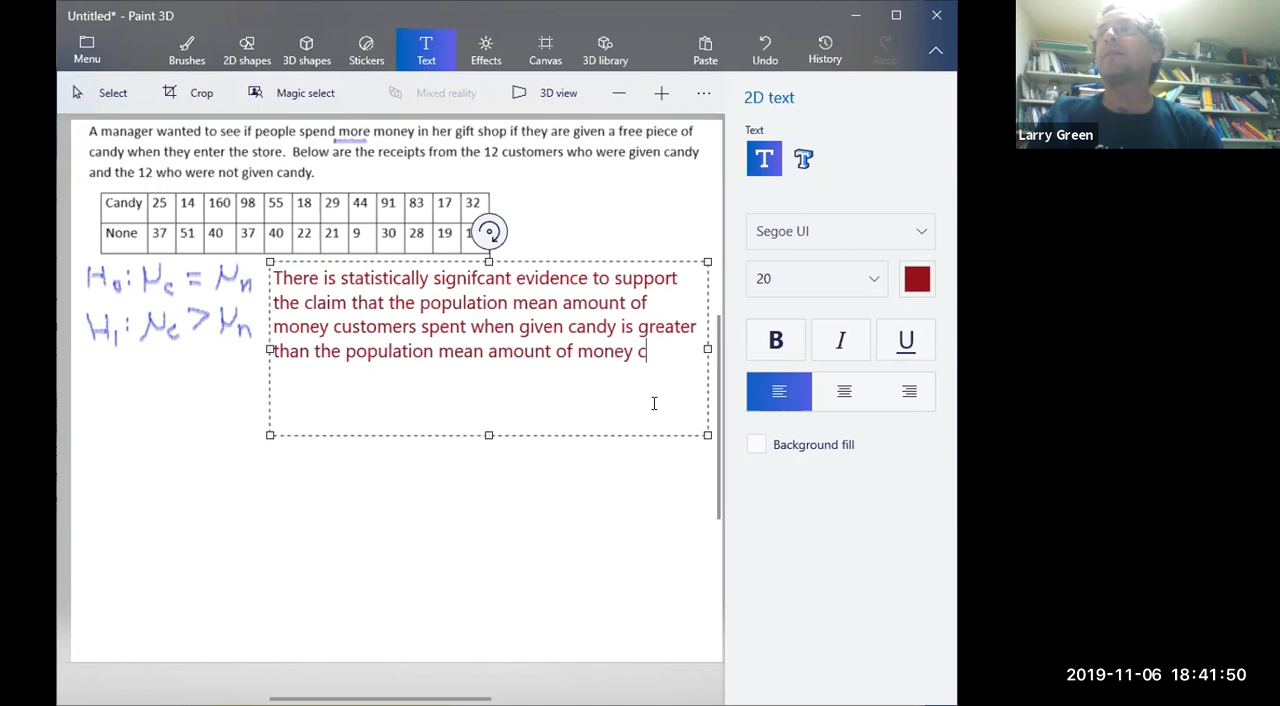 Untitled* - Paint 3D
Menu
Brushes
2D shapes
3D shapes
Stickers
Text
Effects
Canvas
3D library
Paste
Undo
History
Select
Crop
Magic select
Mixed reality
3D view
2D text
Text
Segoe UI
20
B I U
Background fill
A manager wanted to see if people spend more money in her gift shop if they are given a free piece of
candy when they enter the store. Below are the receipts from the 12 customers who were given candy
and the 12 who were not given candy.
Candy 25 14 160 98 55 18 29 44 91 83 17 32
None 37 51 40 37 40 22 21 9 30 28 19
H₀: μc = μn
H₁: μc > μn
There is statistically signifcant evidence to support
the claim that the population mean amount of
money customers spent when given candy is greater
than the population mean amount of money c
Larry Green
2019-11-06 18:41:50